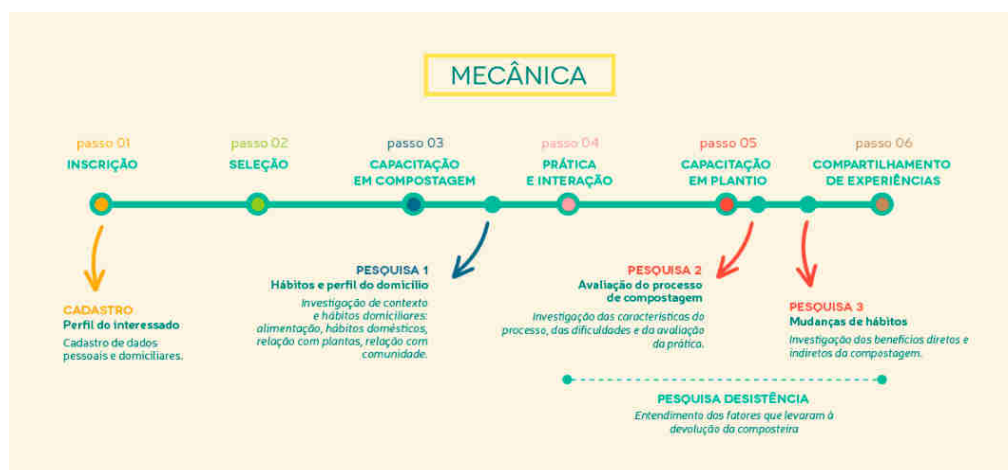 MECÂNICA
passo 01
INSCRIÇÃO
passo 02
SELEÇÃO
passo 03
CAPACITAÇÃO
EM COMPOSTAGEM
passo 04
PRÁTICA
E INTERAÇÃO
passo 05
CAPACITAÇÃO
EM PLANTIO
passo 06
COMPARTILHAMENTO
DE EXPERIÊNCIAS
CADASTRO
Perfil do interessado
Cadastro de dados
pessoais e domiciliares.
PESQUISA 1
Hábitos e perfil do domicílio
Investigação de contexto
e hábitos domiciliares:
alimentação, hábitos domésticos,
relação com plantas, relação com
comunidade.
PESQUISA 2
Avaliação do processo
de compostagem
Investigação das características do
processo, das dificuldades e da avaliação
da prática.
PESQUISA 3
Mudanças de hábitos
Investigação dos benefícios diretos e
indiretos da compostagem.
PESQUISA DESISTÊNCIA
Entendimento dos fatores que levaram à
devolução da composteira